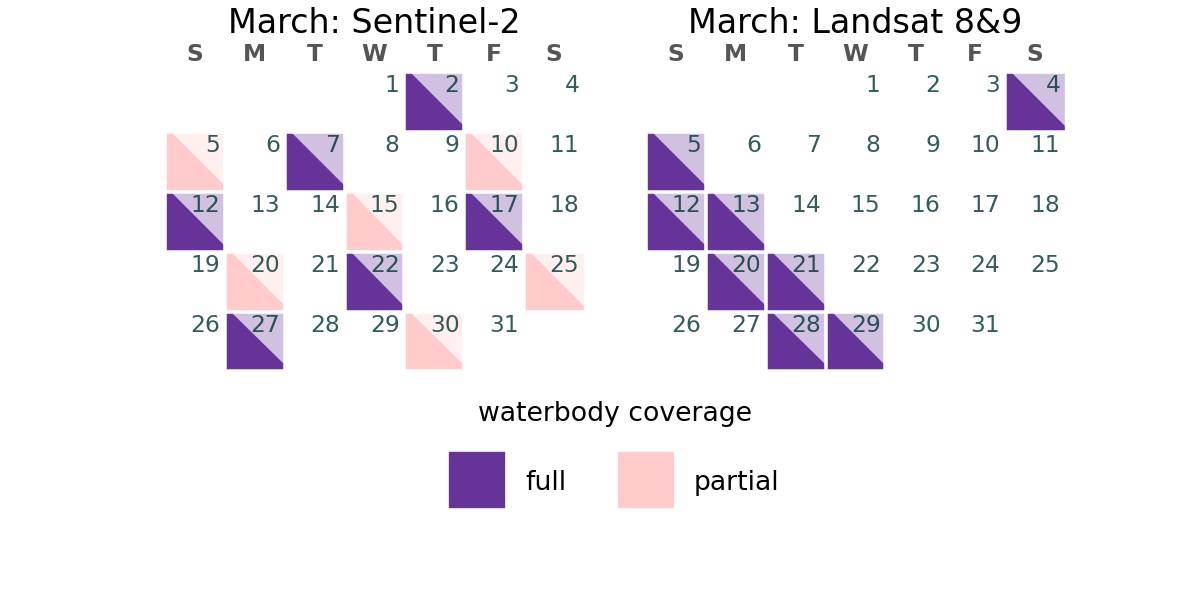 March: Sentinel-2
S M T W T F S
1 2 3 4
5 6 7 8 9 10 11
12 13 14 15 16 17 18
19 20 21 22 23 24 25
26 27 28 29 30 31
March: Landsat 8&9
S M T W T F S
1 2 3 4
5 6 7 8 9 10 11
12 13 14 15 16 17 18
19 20 21 22 23 24 25
26 27 28 29 30 31
waterbody coverage
full
partial